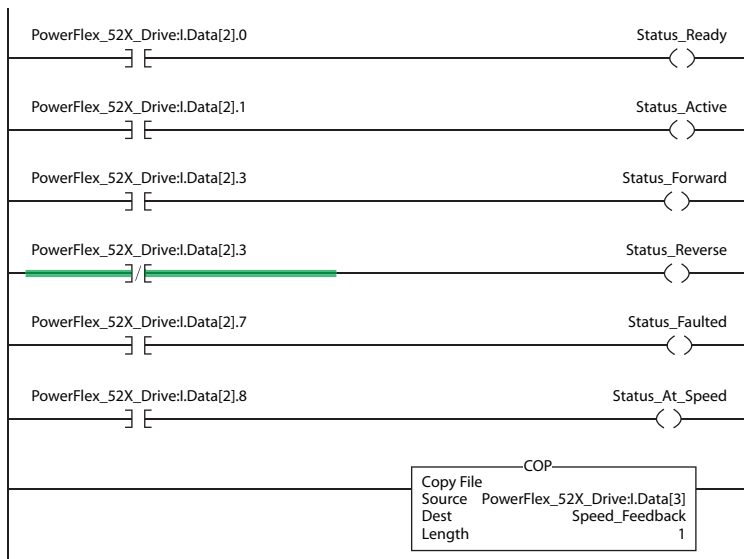 PowerFlex_52X_Drive:I.Data[2].0 Status_Ready
PowerFlex_52X_Drive:I.Data[2].1 Status_Active
PowerFlex_52X_Drive:I.Data[2].3 Status_Forward
PowerFlex_52X_Drive:I.Data[2].3 Status_Reverse
PowerFlex_52X_Drive:I.Data[2].7 Status_Faulted
PowerFlex_52X_Drive:I.Data[2].8 Status_At_Speed
COP
Copy File
Source PowerFlex_52X_Drive:I.Data[3]
Dest Speed_Feedback
Length 1